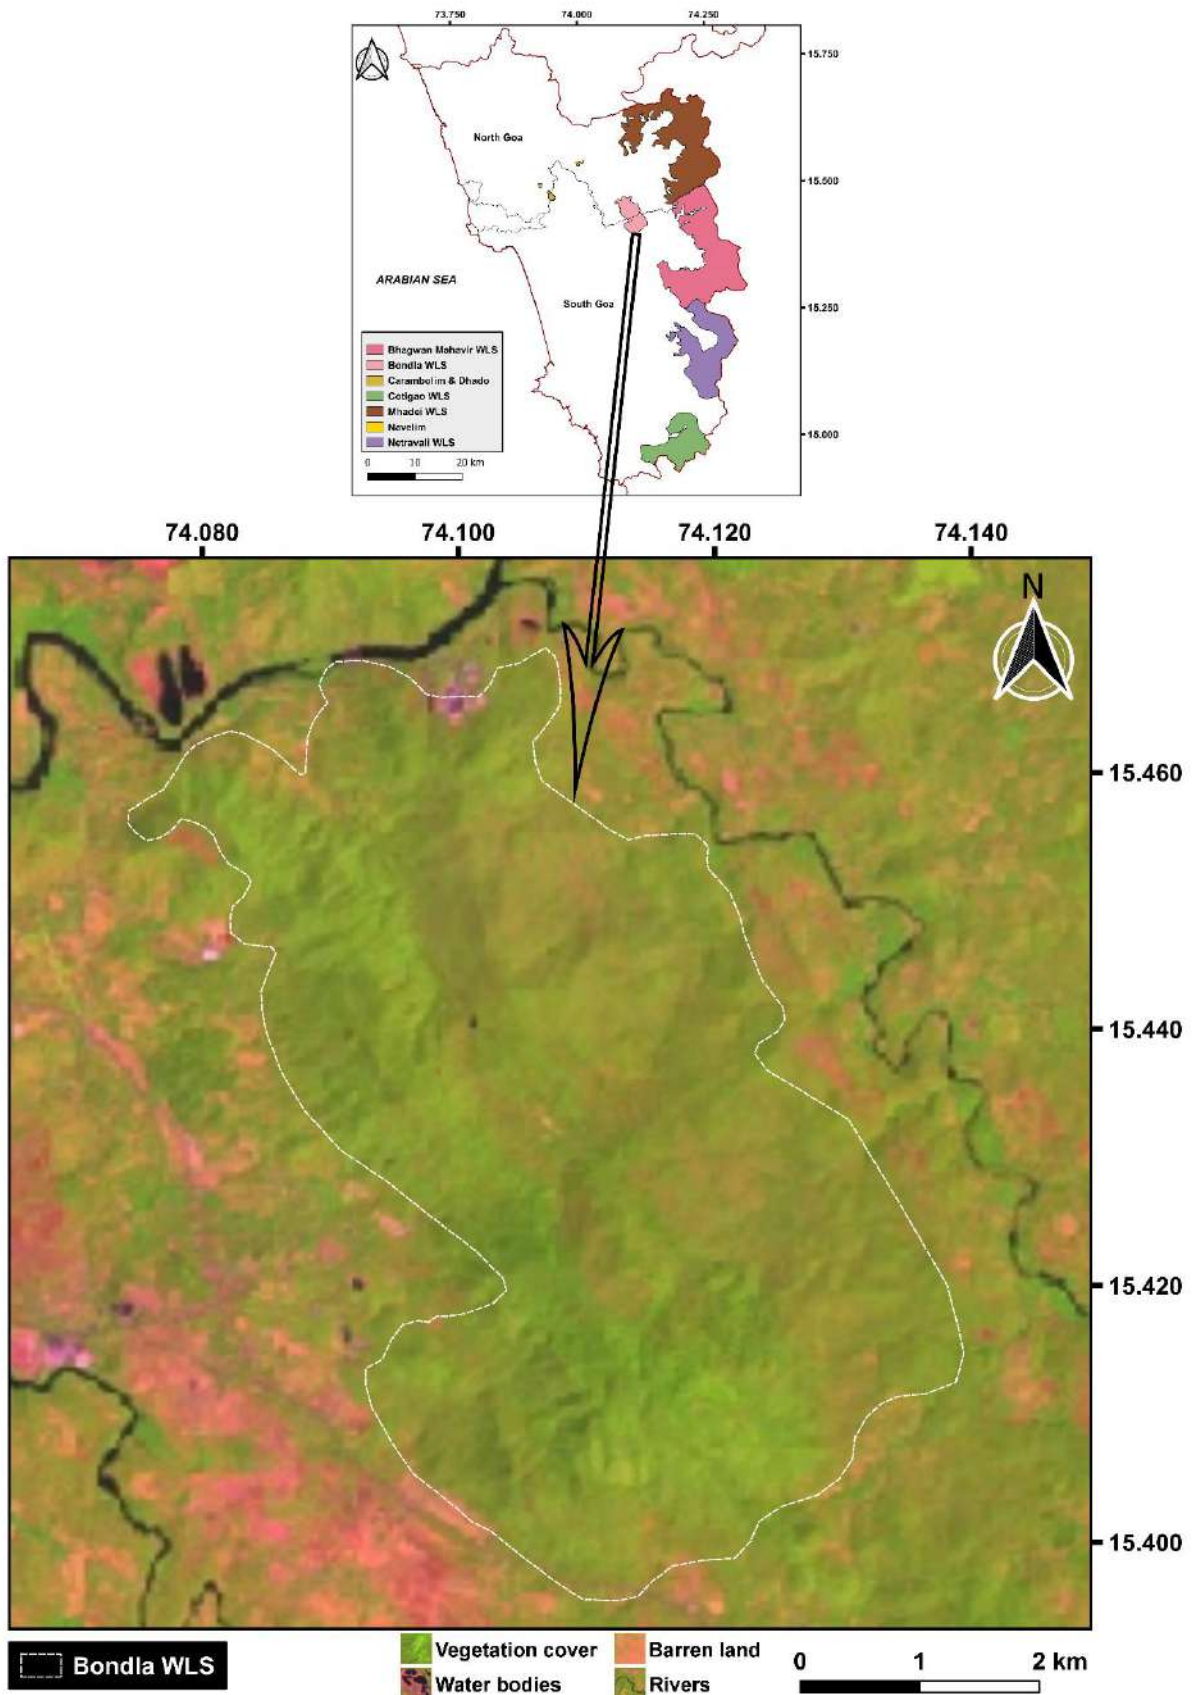 73.750 74.000 74.250
15.750
North Goa
15.500
ARABIAN SEA
15.250
South Goa
Bhagwan Mahavir WLS
Bondla WLS
Carambolim & Dhado
Cotigao WLS
Mhadei WLS
Navelim
Netravali WLS
15.000
0 10 20 km
74.080 74.100 74.120 74.140
N
15.460
15.440
15.420
15.400
Bondla WLS
Vegetation cover
Barren land
Water bodies
Rivers
0 1 2 km